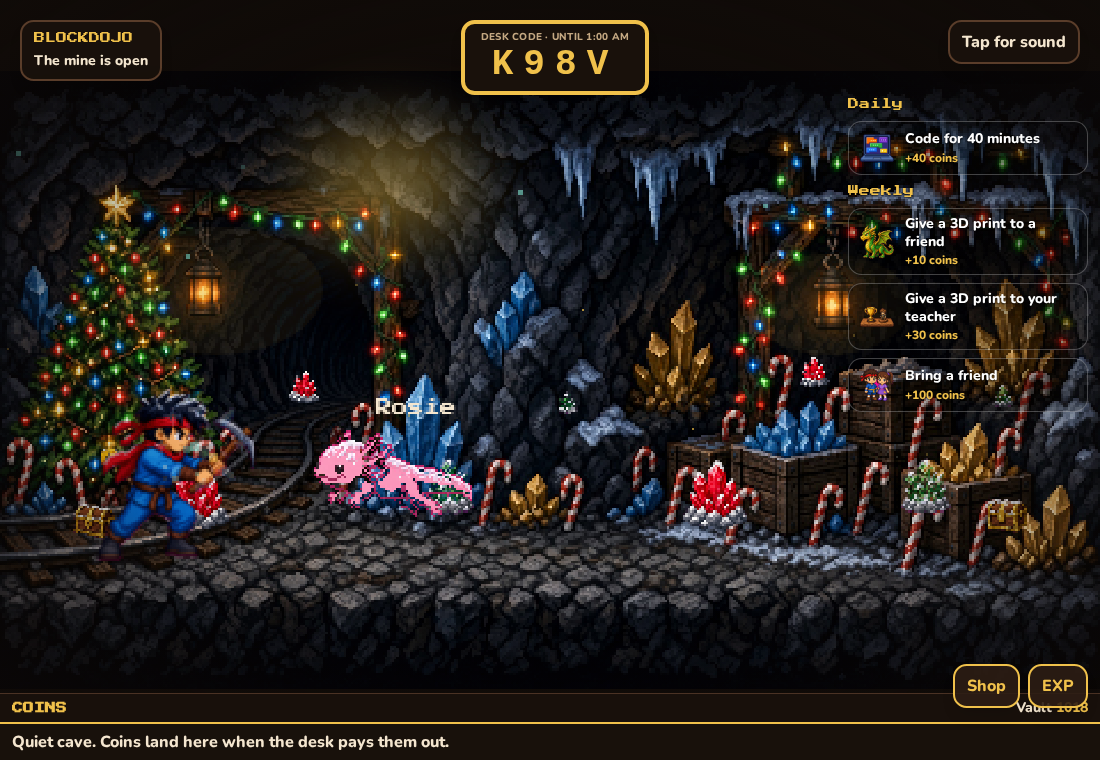 BLOCKDOJO
The mine is open
DESK CODE · UNTIL 1:00 AM
K98V
Tap for sound
Daily
Code for 40 minutes
+40 coins
Weekly
Give a 3D print to a
friend
+10 coins
Give a 3D print to your
teacher
+30 coins
Bring a friend
+100 coins
Rosie
Shop
EXP
COINS
Vault 1018
Quiet cave. Coins land here when the desk pays them out.